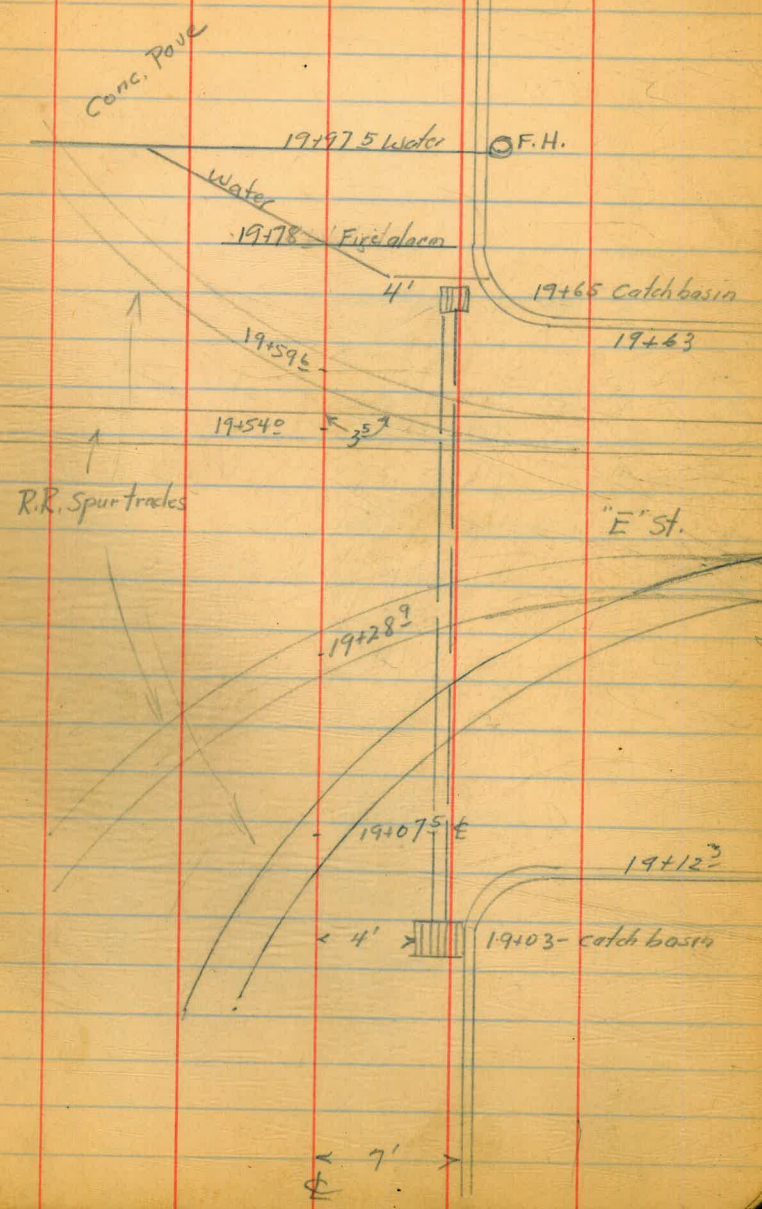 Conc. Pave
19+97 5 Water
F.H.
Water
19+78 Fire alarm
4'
19+65 Catch basin
19+63
19+59 6
19+54 0
3 5
R.R. Spur tracks
"E" St.
19+28 9
19+07 5 ℄
19+12 3
4'
19+03 - catch basin
7'
℄